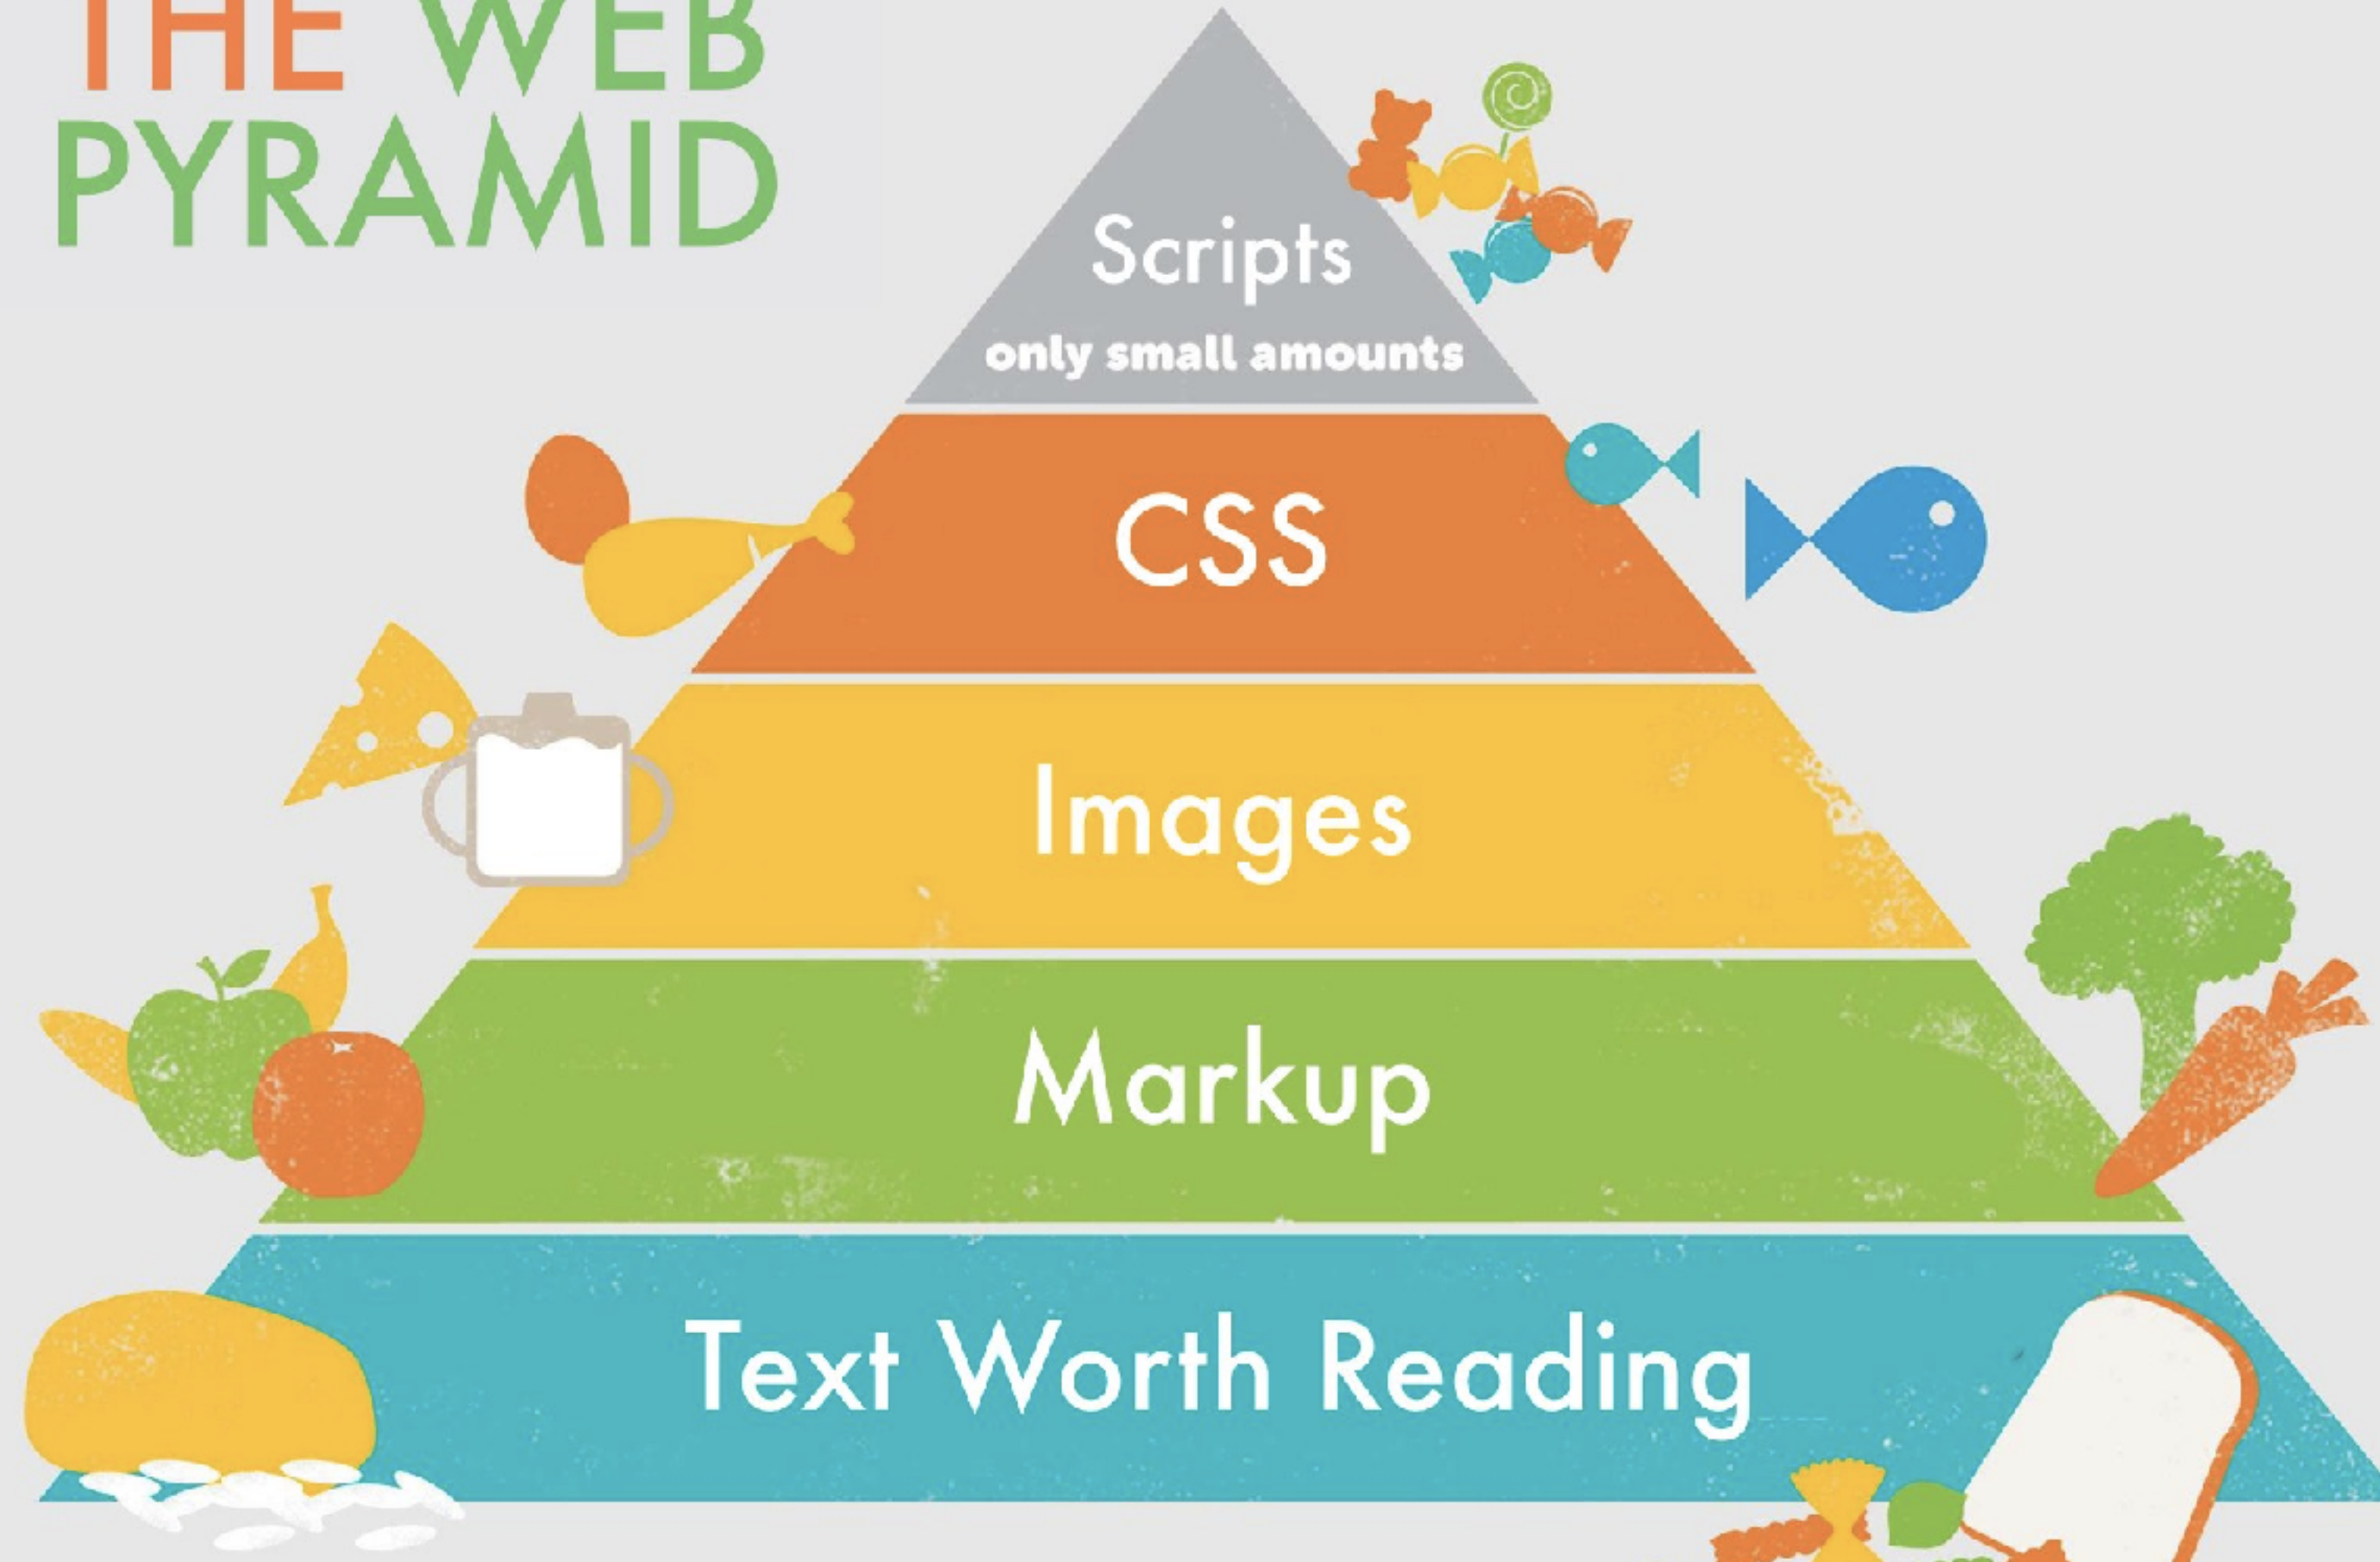 THE WEB
PYRAMID
Scripts
only small amounts
CSS
Images
Markup
Text Worth Reading